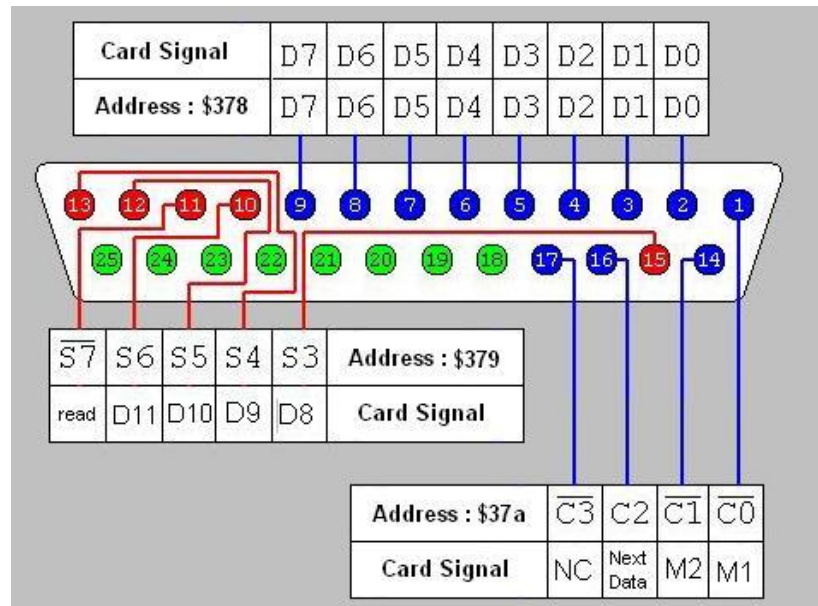 Card Signal D7 D6 D5 D4 D3 D2 D1 D0
Address : $378 D7 D6 D5 D4 D3 D2 D1 D0
13 12 11 10 9 8 7 6 5 4 3 2 1
25 24 23 22 21 20 19 18 17 16 15 14
S7 S6 S5 S4 S3 Address : $379
read D11 D10 D9 D8 Card Signal
Address : $37a C3 C2 C1 C0
Card Signal NC Next Data M2 M1